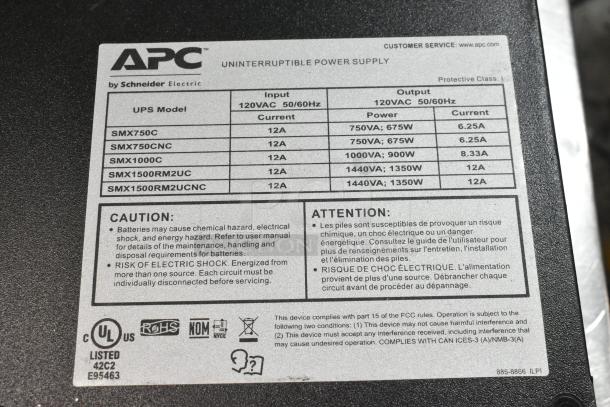 CUSTOMER SERVICE: www.apc.com
APC™
UNINTERRUPTIBLE POWER SUPPLY
by Schneider Electric
Protective Class I
UPS Model
Input
120VAC 50/60Hz
Output
120VAC 50/60Hz
Current
Power
Current
SMX750C 12A 750VA; 675W 6.25A
SMX750CNC 12A 750VA; 675W 6.25A
SMX1000C 12A 1000VA; 900W 8.33A
SMX1500RM2UC 12A 1440VA; 1350W 12A
SMX1500RM2UCNC 12A 1440VA; 1350W 12A
CAUTION:
• Batteries may cause chemical hazard, electrical
shock, and energy hazard. Refer to user manual
for details of the maintenance, handling and
disposal requirements for batteries.
• RISK OF ELECTRIC SHOCK. Energized from
more than one source. Each circuit must be
individually disconnected before servicing.
ATTENTION:
• Les piles sont susceptibles de provoquer un risque
chimique, un choc électrique ou un danger
énergétique. Consultez le guide de l'utilisateur pour
plus de renseignements sur l'entretien, l'installation
et l'élimination des piles.
• RISQUE DE CHOC ÉLECTRIQUE. L'alimentation
provient de plus d'une source. Débrancher chaque
circuit avant de procéder au dépannage.
C UL US
LISTED
42C2
E95463
RoHS
NOM
NYCE
?
This device complies with part 15 of the FCC rules. Operation is subject to the
following two conditions: (1) This device may not cause harmful interference and
(2) This device must accept any interference received, including interference that
may cause undesired operation. COMPLIES WITH CAN ICES-3 (A)/NMB-3(A)
885-8866 (LP)